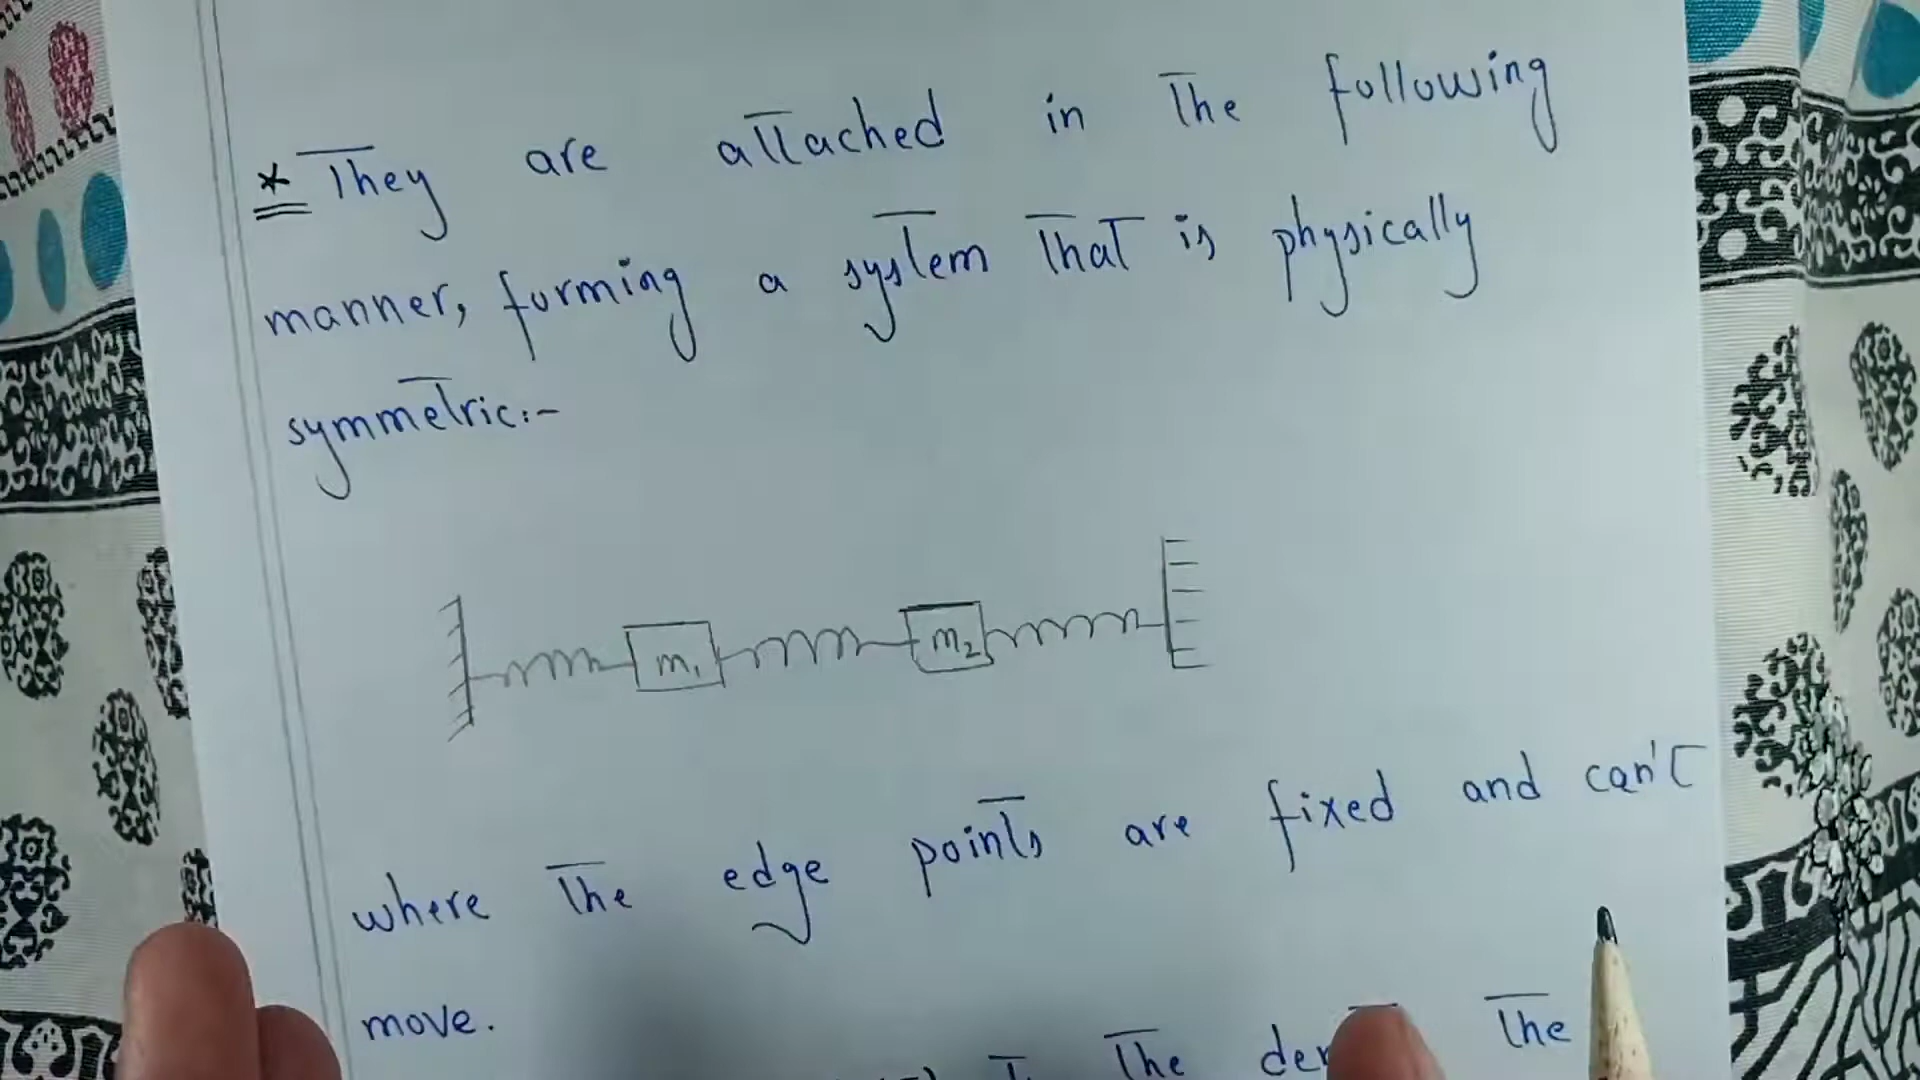 * They are attached in the following
manner, forming a system that is physically
symmetric:-
m1 m2
where the edge points are fixed and can't
move.
The the